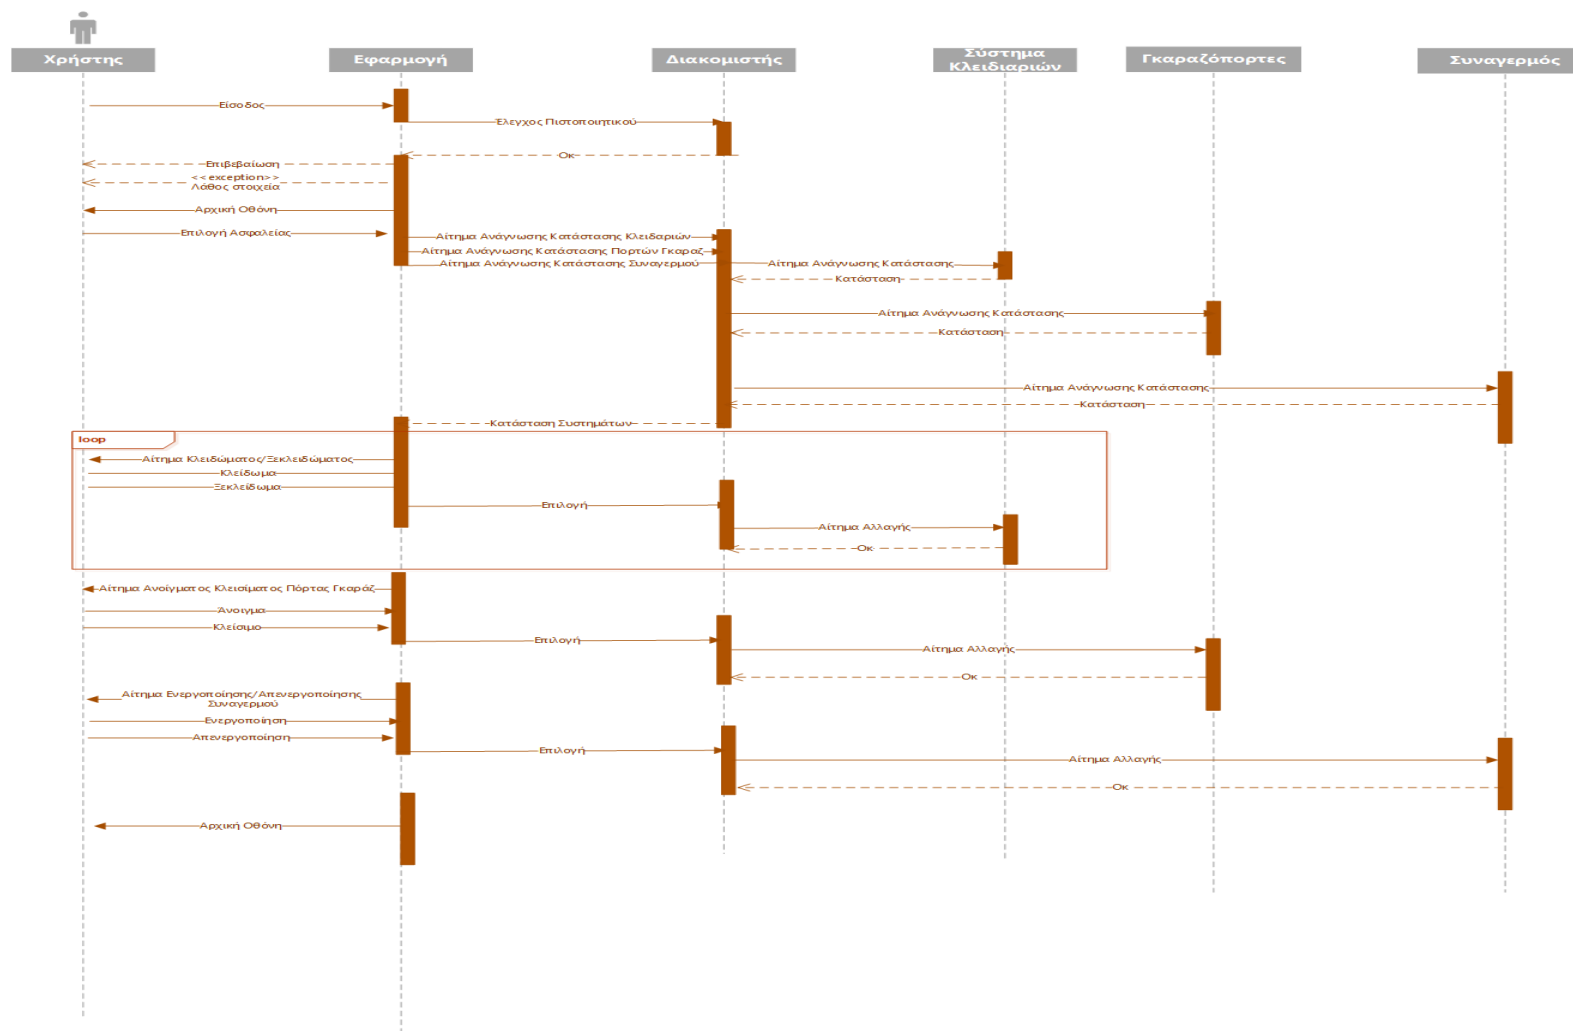 Χρήστης
Εφαρμογή
Διακομιστής
Σύστημα
Κλειδιαριών
Γκαραζόπορτες
Συναγερμός
Είσοδος
Έλεγχος Πιστοποιητικού
Οκ
Επιβεβαίωση
<<exception>>
Λάθος στοιχεία
Αρχική Οθόνη
Επιλογή Ασφαλείας
Αίτημα Ανάγνωσης Κατάστασης Κλειδαριών
Αίτημα Ανάγνωσης Κατάστασης Πορτών Γκαραζ
Αίτημα Ανάγνωσης Κατάστασης Συναγερμού
Αίτημα Ανάγνωσης Κατάστασης
Κατάσταση
Αίτημα Ανάγνωσης Κατάστασης
Κατάσταση
Αίτημα Ανάγνωσης Κατάστασης
Κατάσταση
Κατάσταση Συστημάτων
loop
Αίτημα Κλειδώματος/Ξεκλειδώματος
Κλείδωμα
Ξεκλείδωμα
Επιλογή
Αίτημα Αλλαγής
Οκ
Αίτημα Ανοίγματος Κλεισίματος Πόρτας Γκαράζ
Άνοιγμα
Κλείσιμο
Επιλογή
Αίτημα Αλλαγής
Οκ
Αίτημα Ενεργοποίησης/Απενεργοποίησης
Συναγερμού
Ενεργοποίηση
Απενεργοποίηση
Επιλογή
Αίτημα Αλλαγής
Οκ
Αρχική Οθόνη